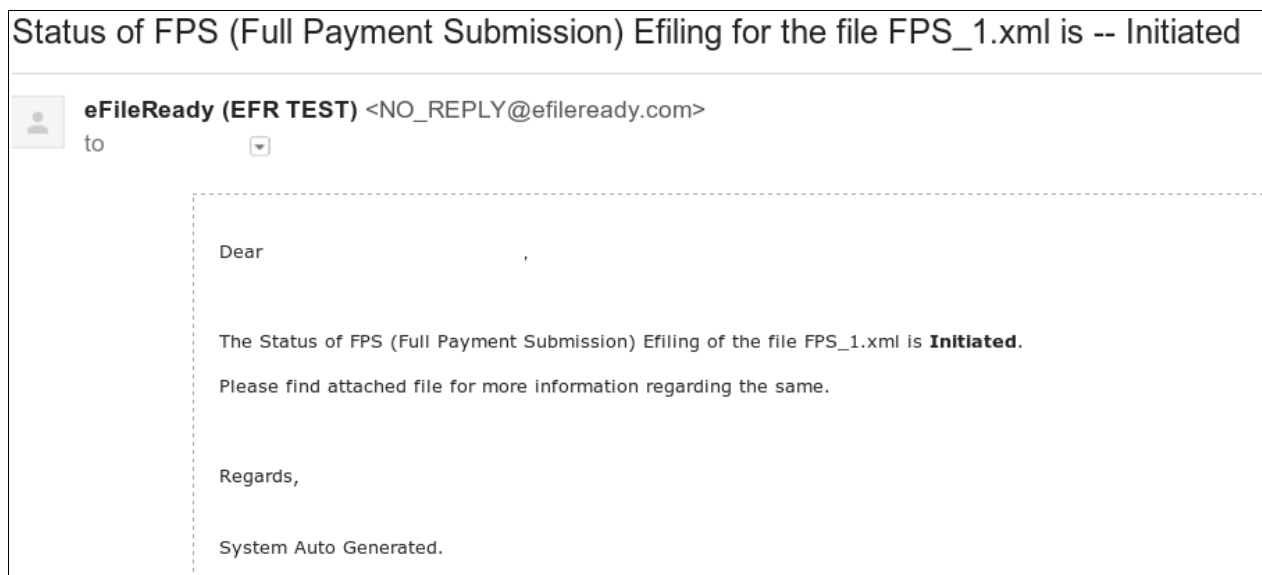 Status of FPS (Full Payment Submission) Efiling for the file FPS_1.xml is -- Initiated
eFileReady (EFR TEST) <NO_REPLY@efileready.com>
to
Dear ,
The Status of FPS (Full Payment Submission) Efiling of the file FPS_1.xml is Initiated.
Please find attached file for more information regarding the same.
Regards,
System Auto Generated.